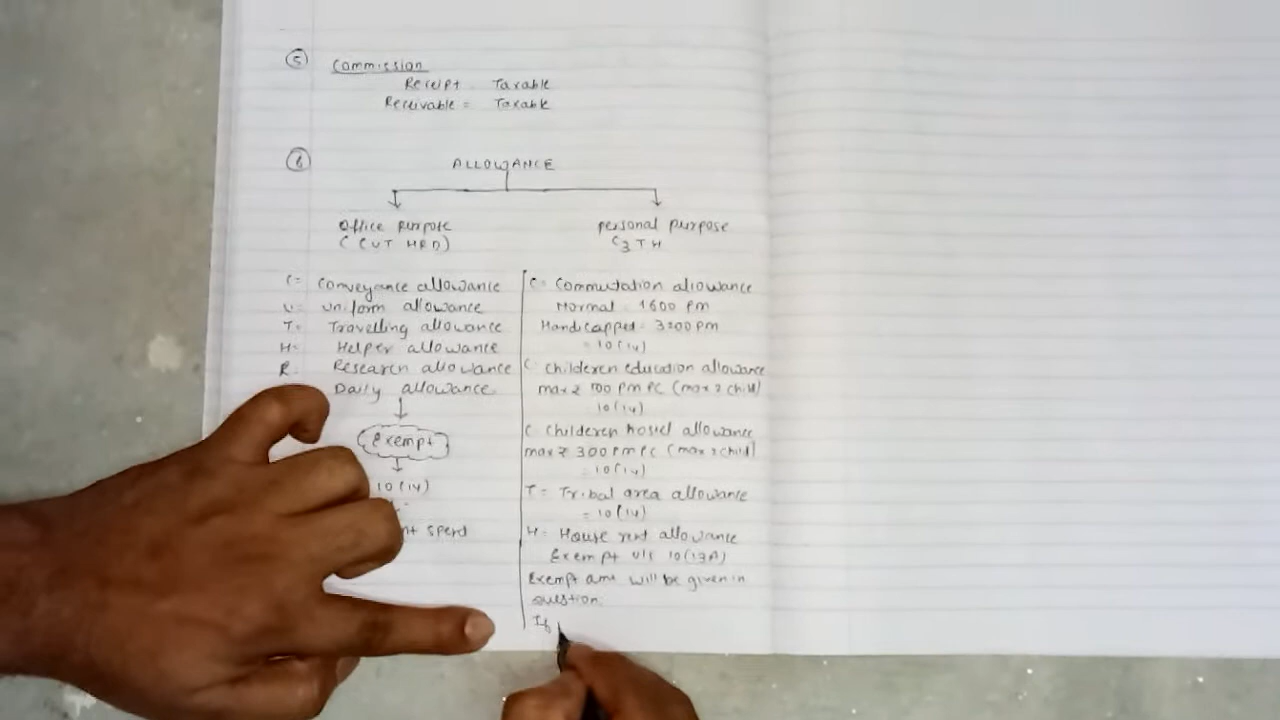 5 Commission
Receipt Taxable
Receivable = Taxable
6 ALLOWANCE
Office purpose
(CUT HRD)
C = Conveyance allowance
U = uniform allowance
T = Travelling allowance
H = Helper allowance
R = Research allowance
Daily allowance
Exempt
10(14)
spend
personal purpose
C3 T H
C = Commutation allowance
Normal = 1600 pm
Handicapped = 3200 pm
= 10(14)
C childeren education allowance
max ₹ 100 pm pc (max 2 child)
10(14)
C childeren hostel allowance
max ₹ 300 pm pc (max 2 child)
= 10(14)
T = Tribal area allowance
= 10(14)
H = House rent allowance
Exempt u/s 10(13A)
Exempt amt will be given in
question.
If